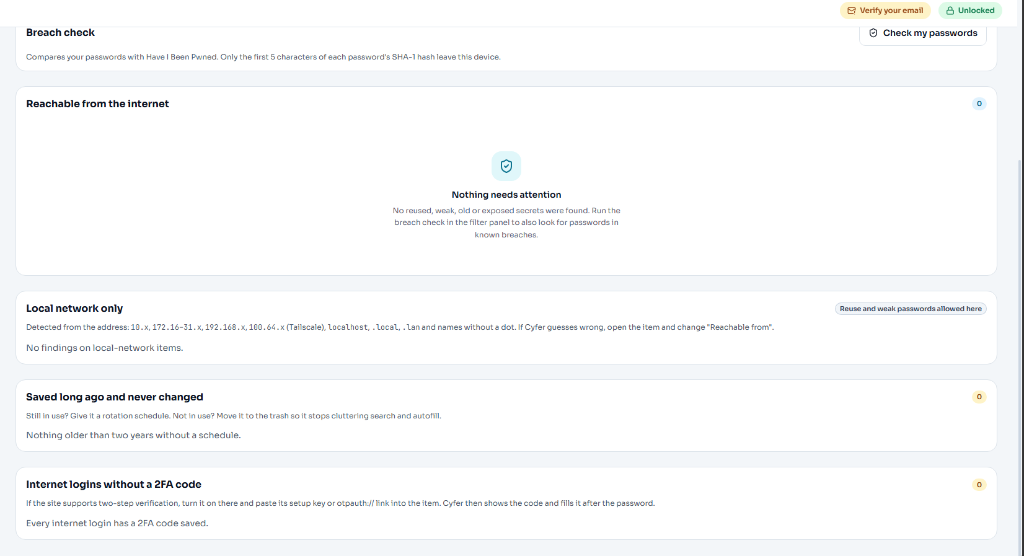 Verify your email
Unlocked
Breach check
Check my passwords
Compares your passwords with Have I Been Pwned. Only the first 5 characters of each password's SHA-1 hash leave this device.
Reachable from the internet
0
Nothing needs attention
No reused, weak, old or exposed secrets were found. Run the
breach check in the filter panel to also look for passwords in
known breaches.
Local network only
Reuse and weak passwords allowed here
Detected from the address: 10.x, 172.16-31.x, 192.168.x, 100.64.x (Tailscale), localhost, .local, .lan and names without a dot. If Cyfer guesses wrong, open the item and change "Reachable from".
No findings on local-network items.
Saved long ago and never changed
0
Still in use? Give it a rotation schedule. Not in use? Move it to the trash so it stops cluttering search and autofill.
Nothing older than two years without a schedule.
Internet logins without a 2FA code
0
If the site supports two-step verification, turn it on there and paste its setup key or otpauth:// link into the item. Cyfer then shows the code and fills it after the password.
Every internet login has a 2FA code saved.